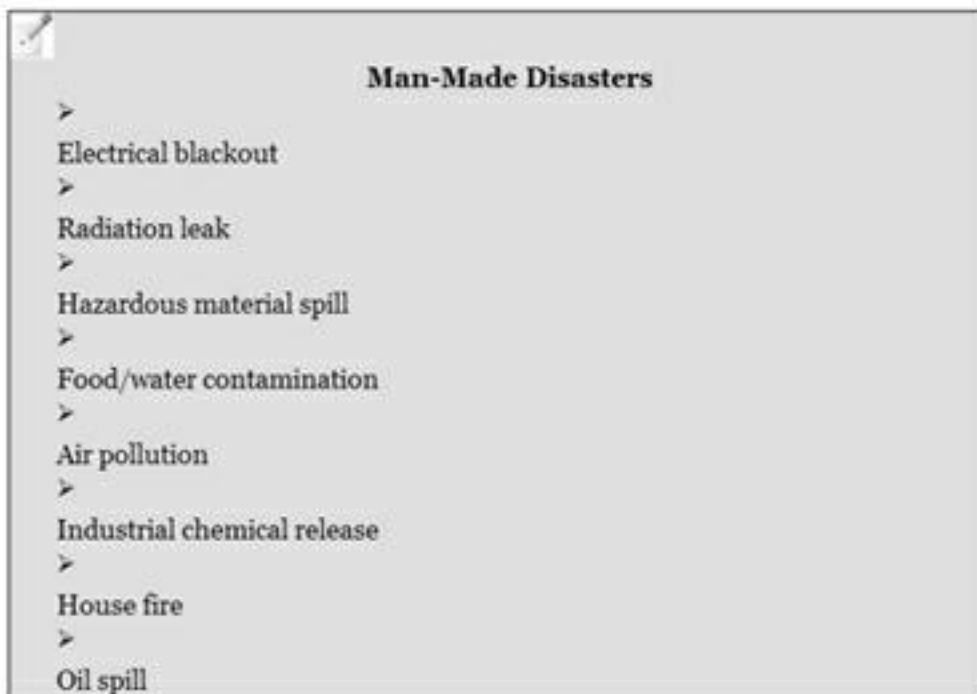 Man-Made Disasters
➢
Electrical blackout
➢
Radiation leak
➢
Hazardous material spill
➢
Food/water contamination
➢
Air pollution
➢
Industrial chemical release
➢
House fire
➢
Oil spill